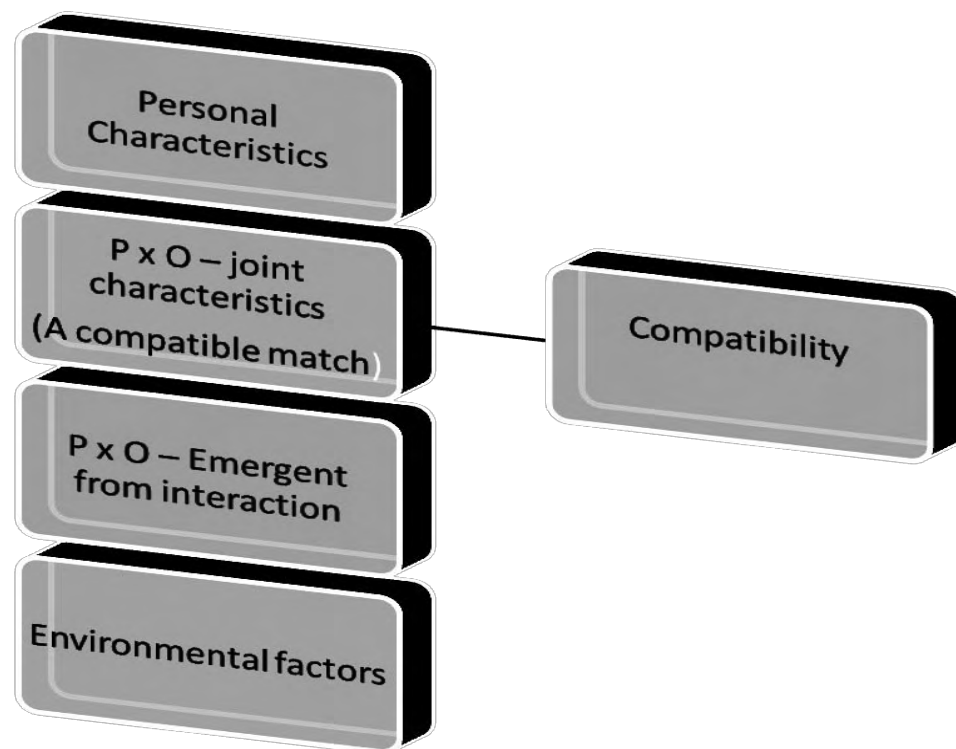 Personal
Characteristics
P x O – joint
characteristics
(A compatible match)
P x O – Emergent
from interaction
Environmental factors
Compatibility